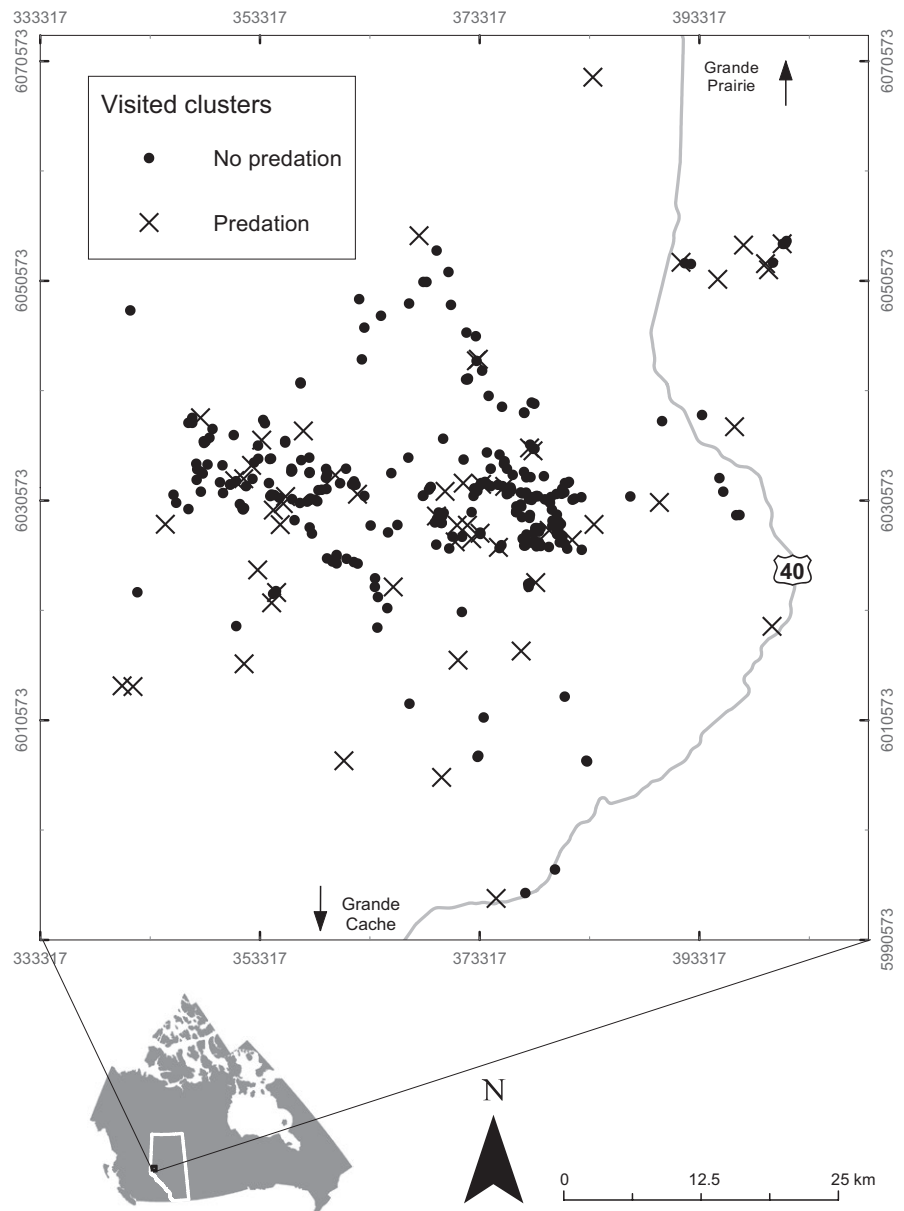 333317 353317 373317 393317
6070573 6070573
Grande
Prairie
Visited clusters
No predation
Predation
6050573 6050573
6030573 6030573
40
6010573 6010573
Grande
Cache
5990573
333317 353317 373317 393317
N
0 12.5 25 km